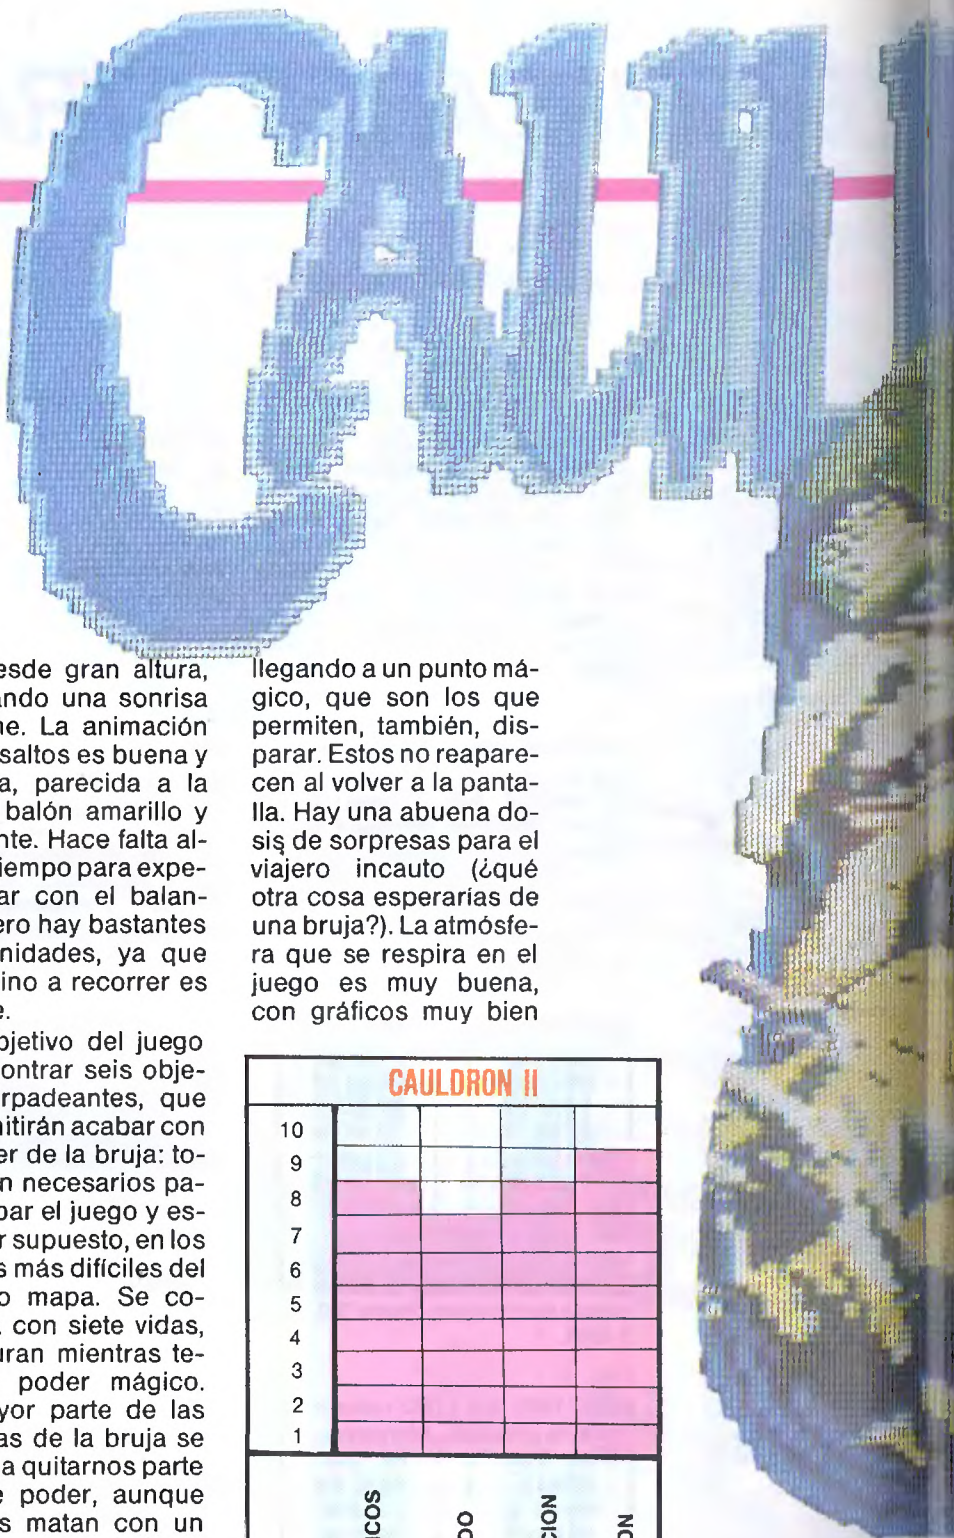 CAUL
esde gran altura,
ando una sonrisa
ne. La animación
saltos es buena y
a, parecida a la
balón amarillo y
nte. Hace falta al-
iempo para expe-
ar con el balan-
ero hay bastantes
nidades, ya que
ino a recorrer es
e.
ojetivo del juego
contrar seis obje-
rpadeantes, que
nitirán acabar con
er de la bruja: to-
n necesarios pa-
bar el juego y es-
r supuesto, en los
s más difíciles del
o mapa. Se co-
con siete vidas,
uran mientras te-
poder mágico.
yor parte de las
as de la bruja se
a quitarnos parte
e poder, aunque
s matan con un
llegando a un punto má-
gico, que son los que
permiten, también, dis-
parar. Estos no reapare-
cen al volver a la panta-
lla. Hay una abuena do-
sis de sorpresas para el
viajero incauto (¿qué
otra cosa esperarías de
una bruja?). La atmósfe-
ra que se respira en el
juego es muy buena,
con gráficos muy bien
CAULDRON II
10
9
8
7
6
5
4
3
2
1
ICOS
DO
CION
ON